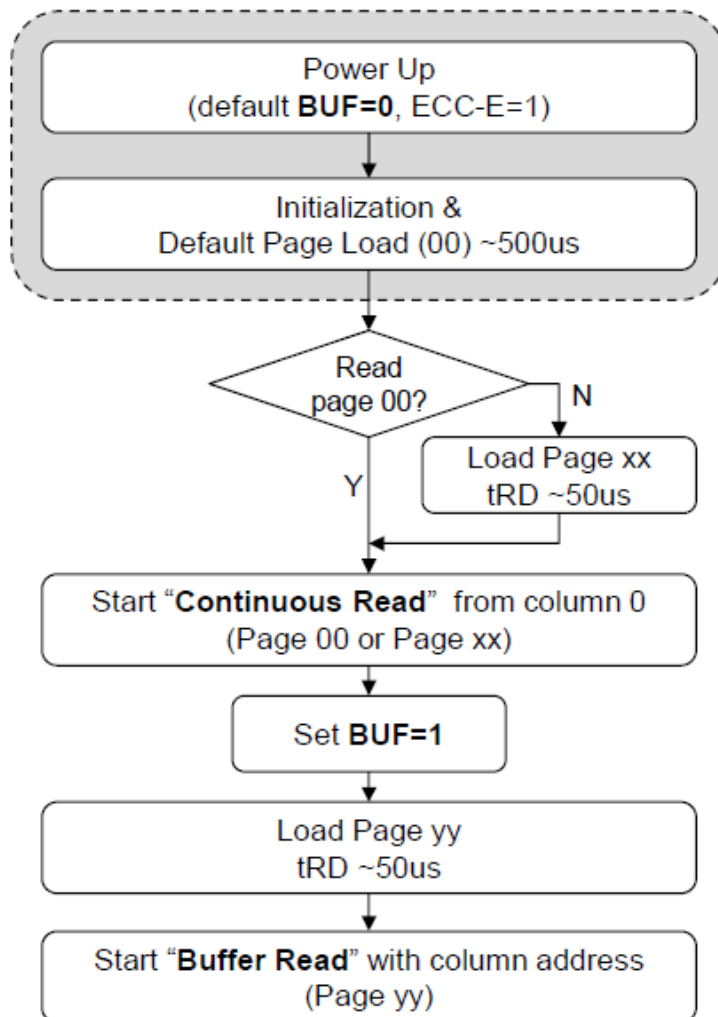 Power Up
(default BUF=0, ECC-E=1)
Initialization &
Default Page Load (00) ~500us
Read
page 00?
N
Load Page xx
tRD ~50us
Y
Start “Continuous Read” from column 0
(Page 00 or Page xx)
Set BUF=1
Load Page yy
tRD ~50us
Start “Buffer Read” with column address
(Page yy)